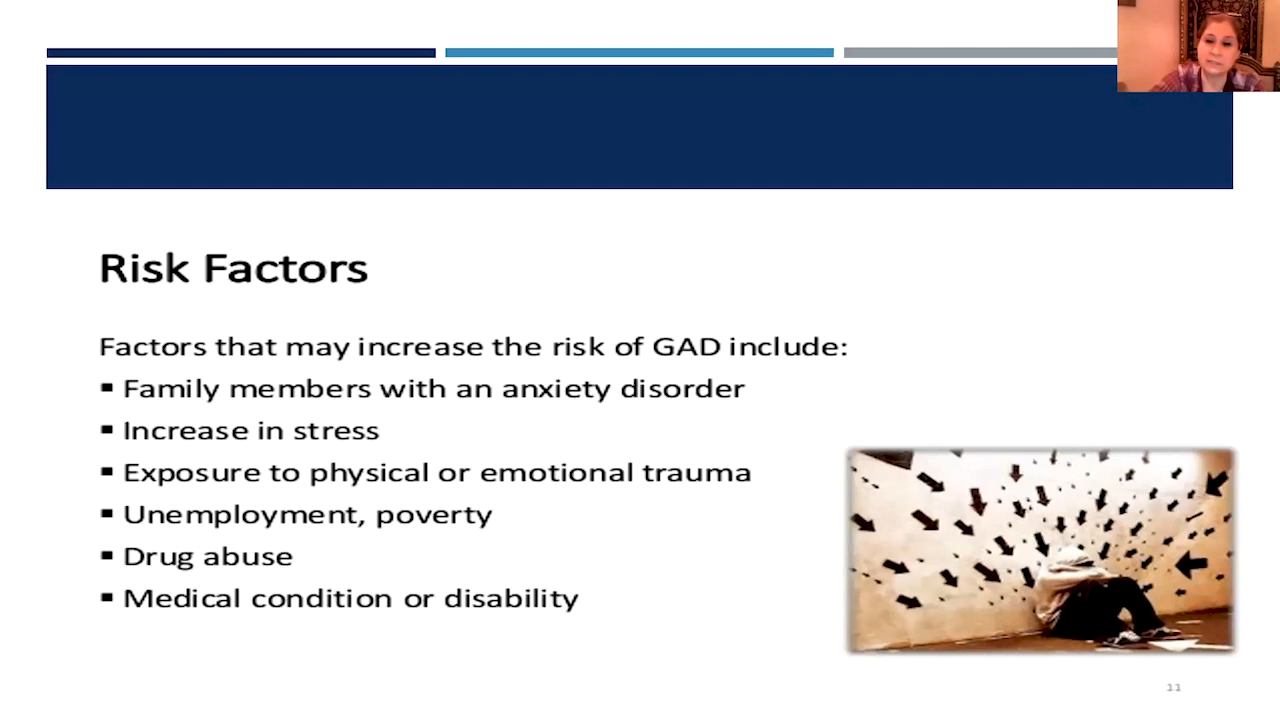 Risk Factors
Factors that may increase the risk of GAD include:
▪ Family members with an anxiety disorder
▪ Increase in stress
▪ Exposure to physical or emotional trauma
▪ Unemployment, poverty
▪ Drug abuse
▪ Medical condition or disability
11